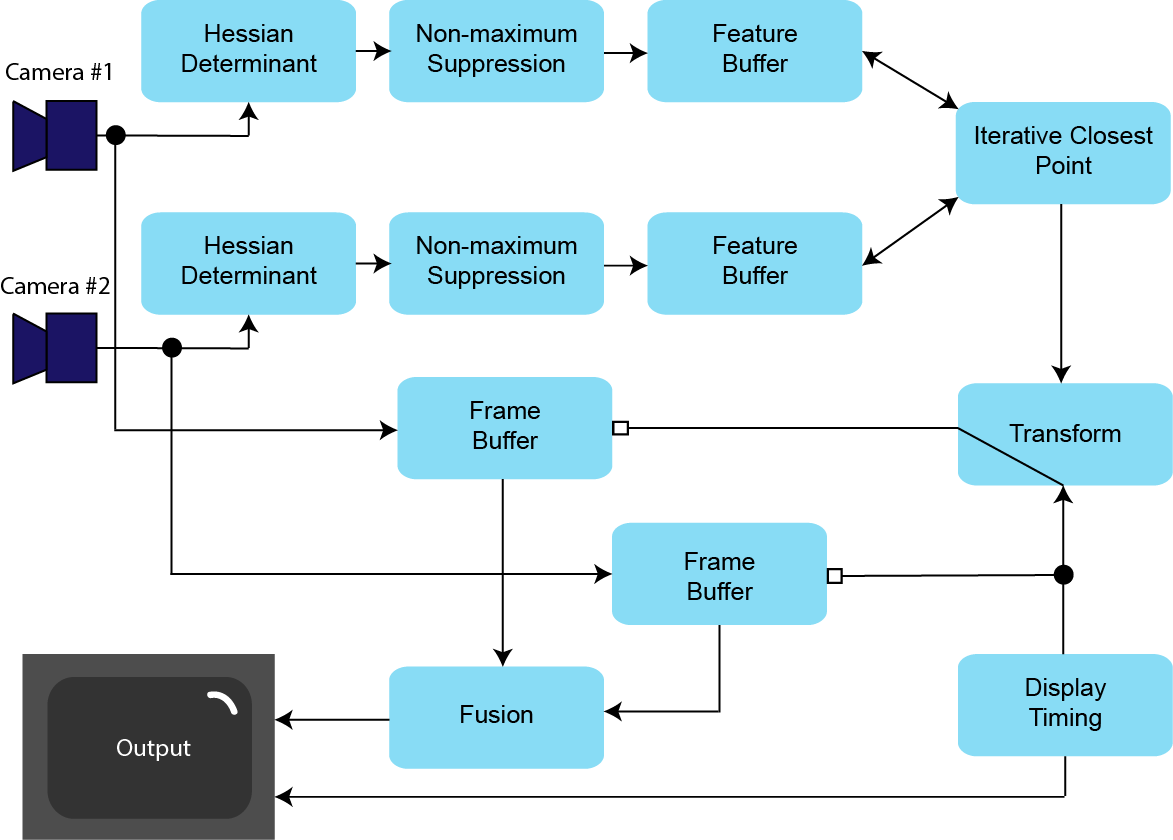 Hessian
Determinant
Non-maximum
Suppression
Feature
Buffer
Camera #1
Iterative Closest
Point
Hessian
Determinant
Non-maximum
Suppression
Feature
Buffer
Camera #2
Frame
Buffer
Transform
Frame
Buffer
Display
Timing
Fusion
Output